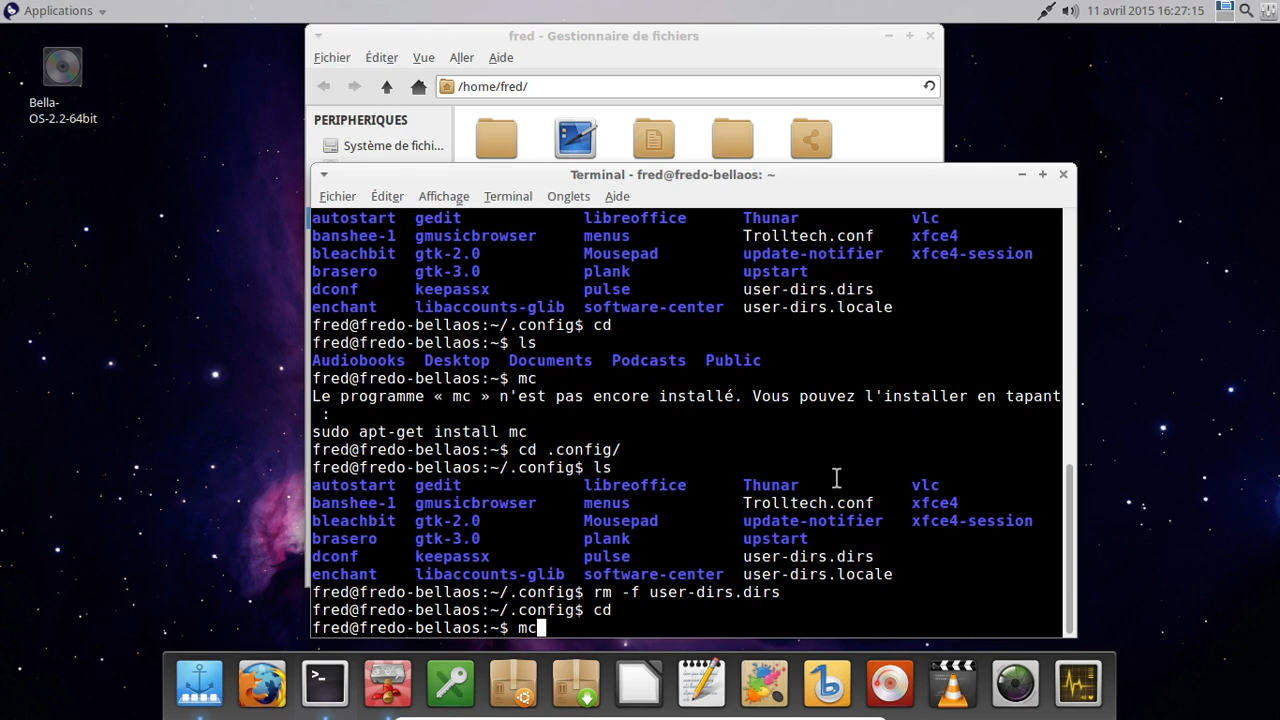 Applications
11 avril 2015 16:27:15
Bella-
OS-2.2-64bit
fred - Gestionnaire de fichiers
Fichier Éditer Vue Aller Aide
/home/fred/
PERIPHERIQUES
Système de fichi...
Terminal - fred@fredo-bellaos: ~
Fichier Éditer Affichage Terminal Onglets Aide
autostart gedit libreoffice Thunar vlc
banshee-1 gmusicbrowser menus Trolltech.conf xfce4
bleachbit gtk-2.0 Mousepad update-notifier xfce4-session
brasero gtk-3.0 plank upstart
dconf keepassx pulse user-dirs.dirs
enchant libaccounts-glib software-center user-dirs.locale
fred@fredo-bellaos:~/.config$ cd
fred@fredo-bellaos:~$ ls
Audiobooks Desktop Documents Podcasts Public
fred@fredo-bellaos:~$ mc
Le programme « mc » n'est pas encore installé. Vous pouvez l'installer en tapant
:
sudo apt-get install mc
fred@fredo-bellaos:~$ cd .config/
fred@fredo-bellaos:~/.config$ ls
autostart gedit libreoffice Thunar vlc
banshee-1 gmusicbrowser menus Trolltech.conf xfce4
bleachbit gtk-2.0 Mousepad update-notifier xfce4-session
brasero gtk-3.0 plank upstart
dconf keepassx pulse user-dirs.dirs
enchant libaccounts-glib software-center user-dirs.locale
fred@fredo-bellaos:~/.config$ rm -f user-dirs.dirs
fred@fredo-bellaos:~/.config$ cd
fred@fredo-bellaos:~$ mc